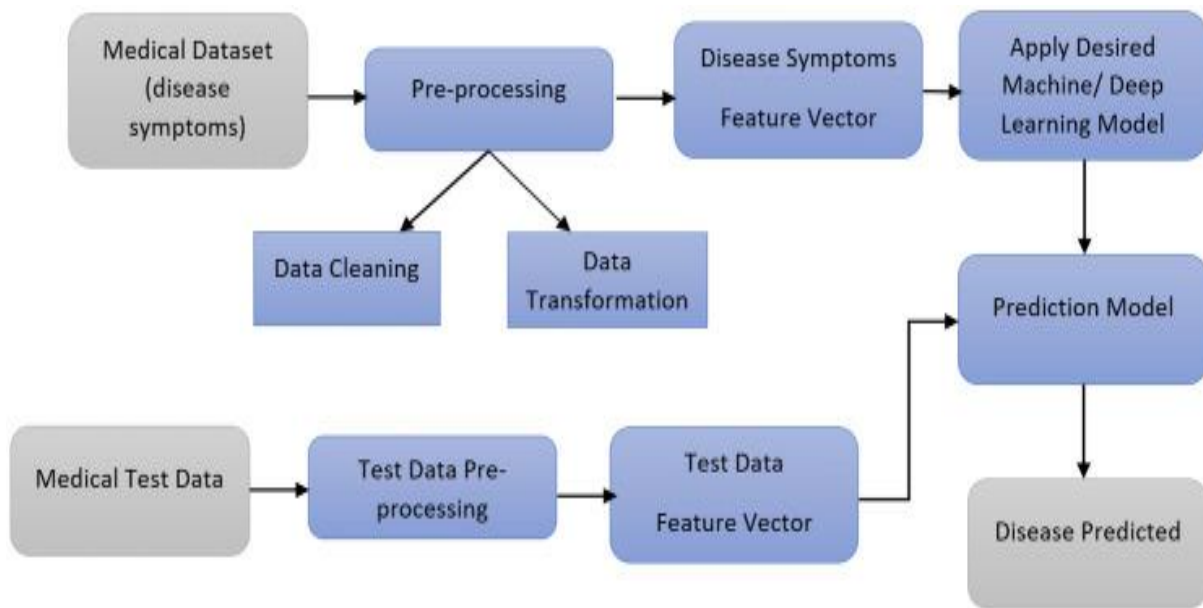 Medical Dataset
(disease
symptoms)
Pre-processing
Disease Symptoms
Feature Vector
Apply Desired
Machine/ Deep
Learning Model
Data Cleaning
Data
Transformation
Prediction Model
Medical Test Data
Test Data Pre-
processing
Test Data
Feature Vector
Disease Predicted